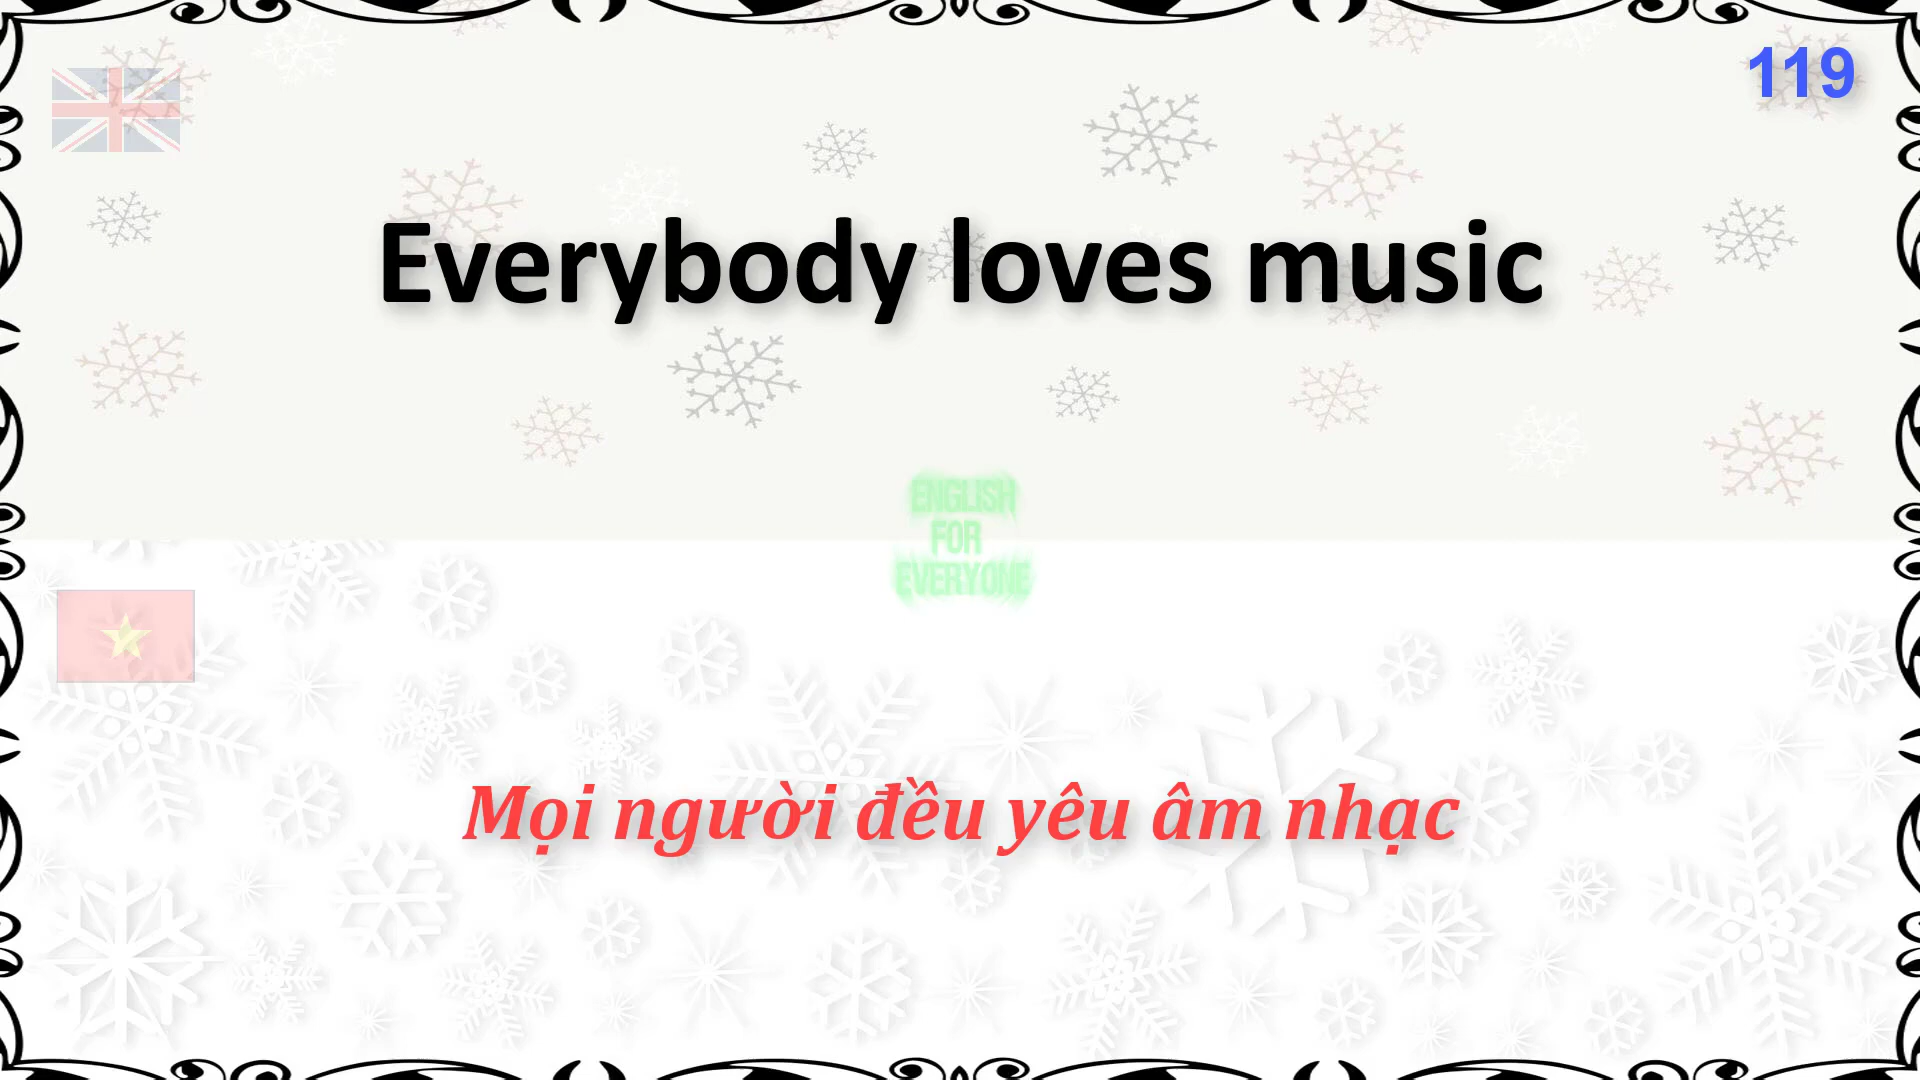 119
Everybody loves music
ENGLISH
FOR
EVERYONE
Mọi người đều yêu âm nhạc